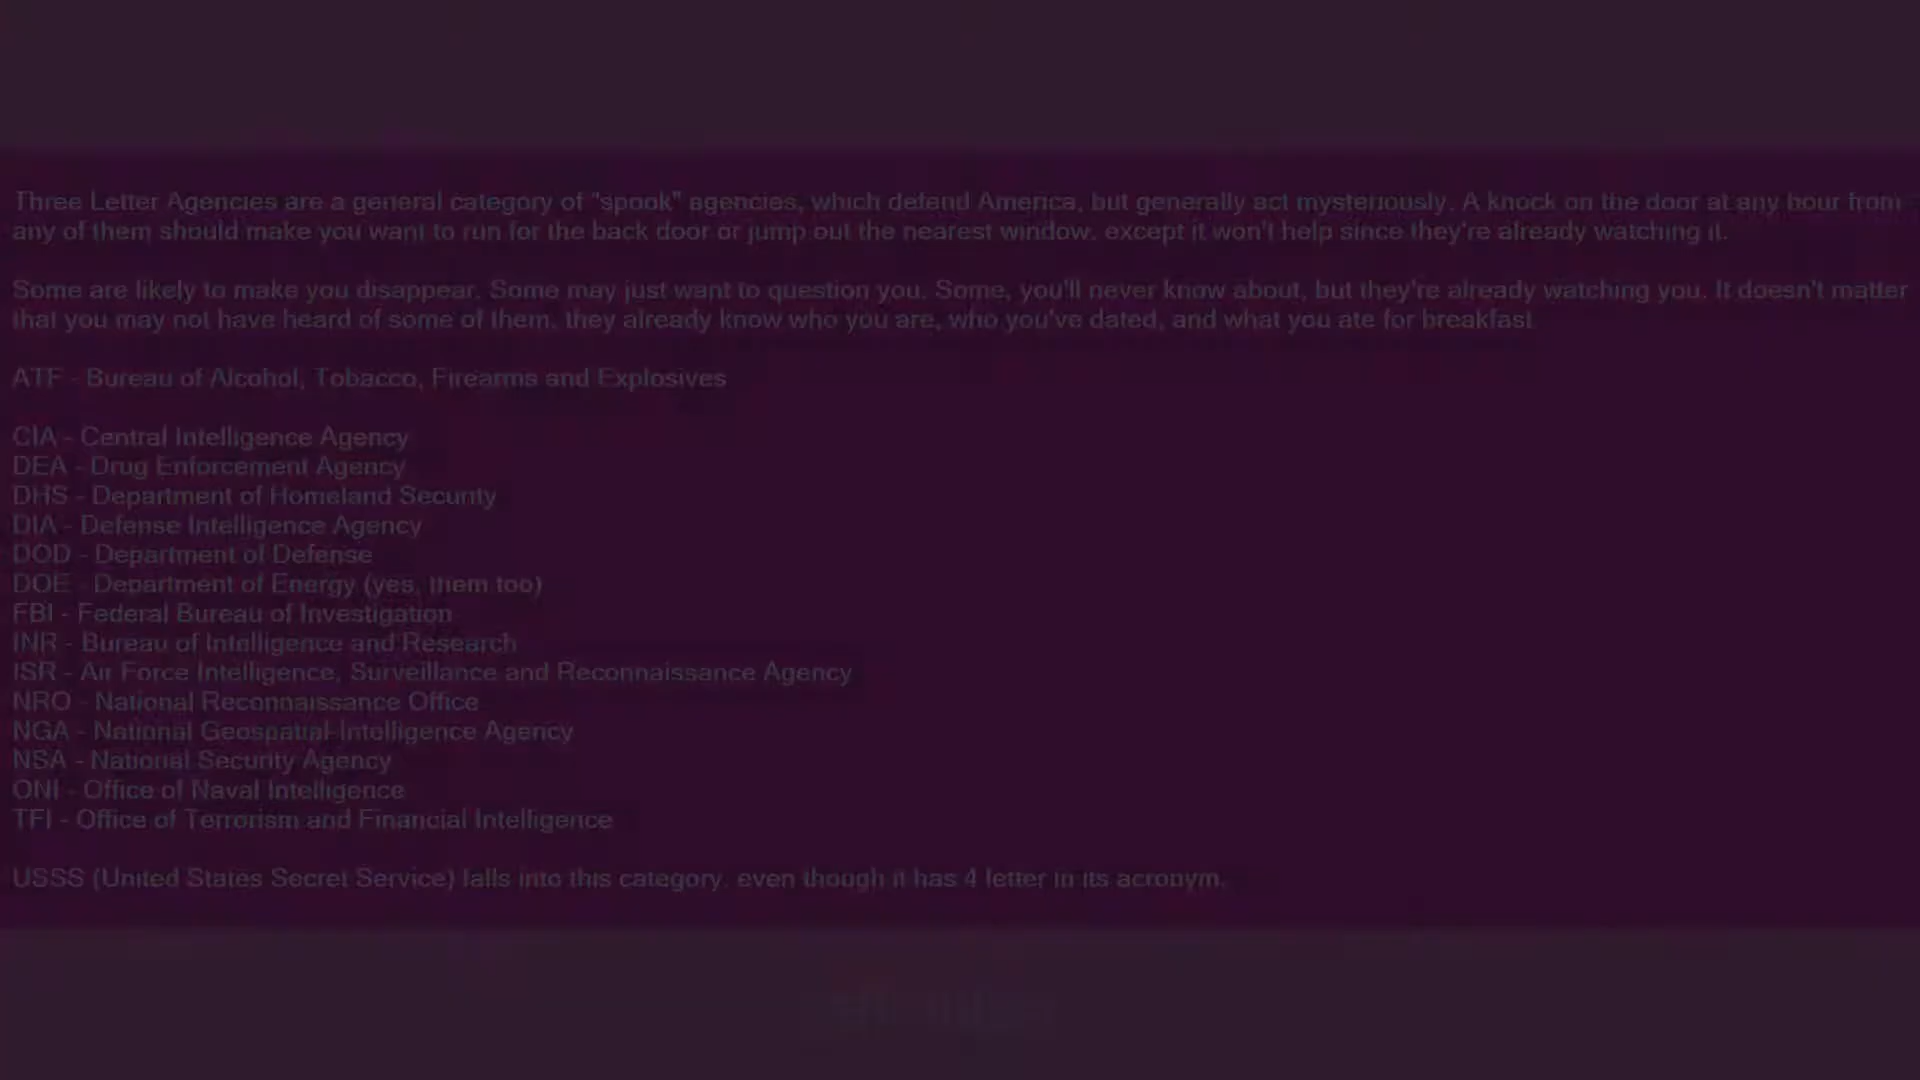 Three Letter Agencies are a general category of "spook" agencies, which defend America, but generally act mysteriously. A knock on the door at any hour from
any of them should make you want to run for the back door or jump out the nearest window, except it won't help since they're already watching it.
Some are likely to make you disappear. Some may just want to question you. Some, you'll never know about, but they're already watching you. It doesn't matter
that you may not have heard of some of them, they already know who you are, who you've dated, and what you ate for breakfast.
ATF - Bureau of Alcohol, Tobacco, Firearms and Explosives
CIA - Central Intelligence Agency
DEA - Drug Enforcement Agency
DHS - Department of Homeland Security
DIA - Defense Intelligence Agency
DOD - Department of Defense
DOE - Department of Energy (yes, them too)
FBI - Federal Bureau of Investigation
INR - Bureau of Intelligence and Research
ISR - Air Force Intelligence, Surveillance and Reconnaissance Agency
NRO - National Reconnaissance Office
NGA - National Geospatial-Intelligence Agency
NSA - National Security Agency
ONI - Office of Naval Intelligence
TFI - Office of Terrorism and Financial Intelligence
USSS (United States Secret Service) falls into this category, even though it has 4 letter in its acronym.